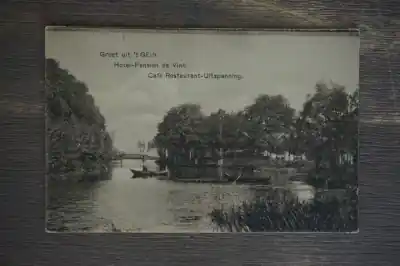 Groet uit 't Gein
Hotel-Pension de Vink
Café Restaurant-Uitspanning.